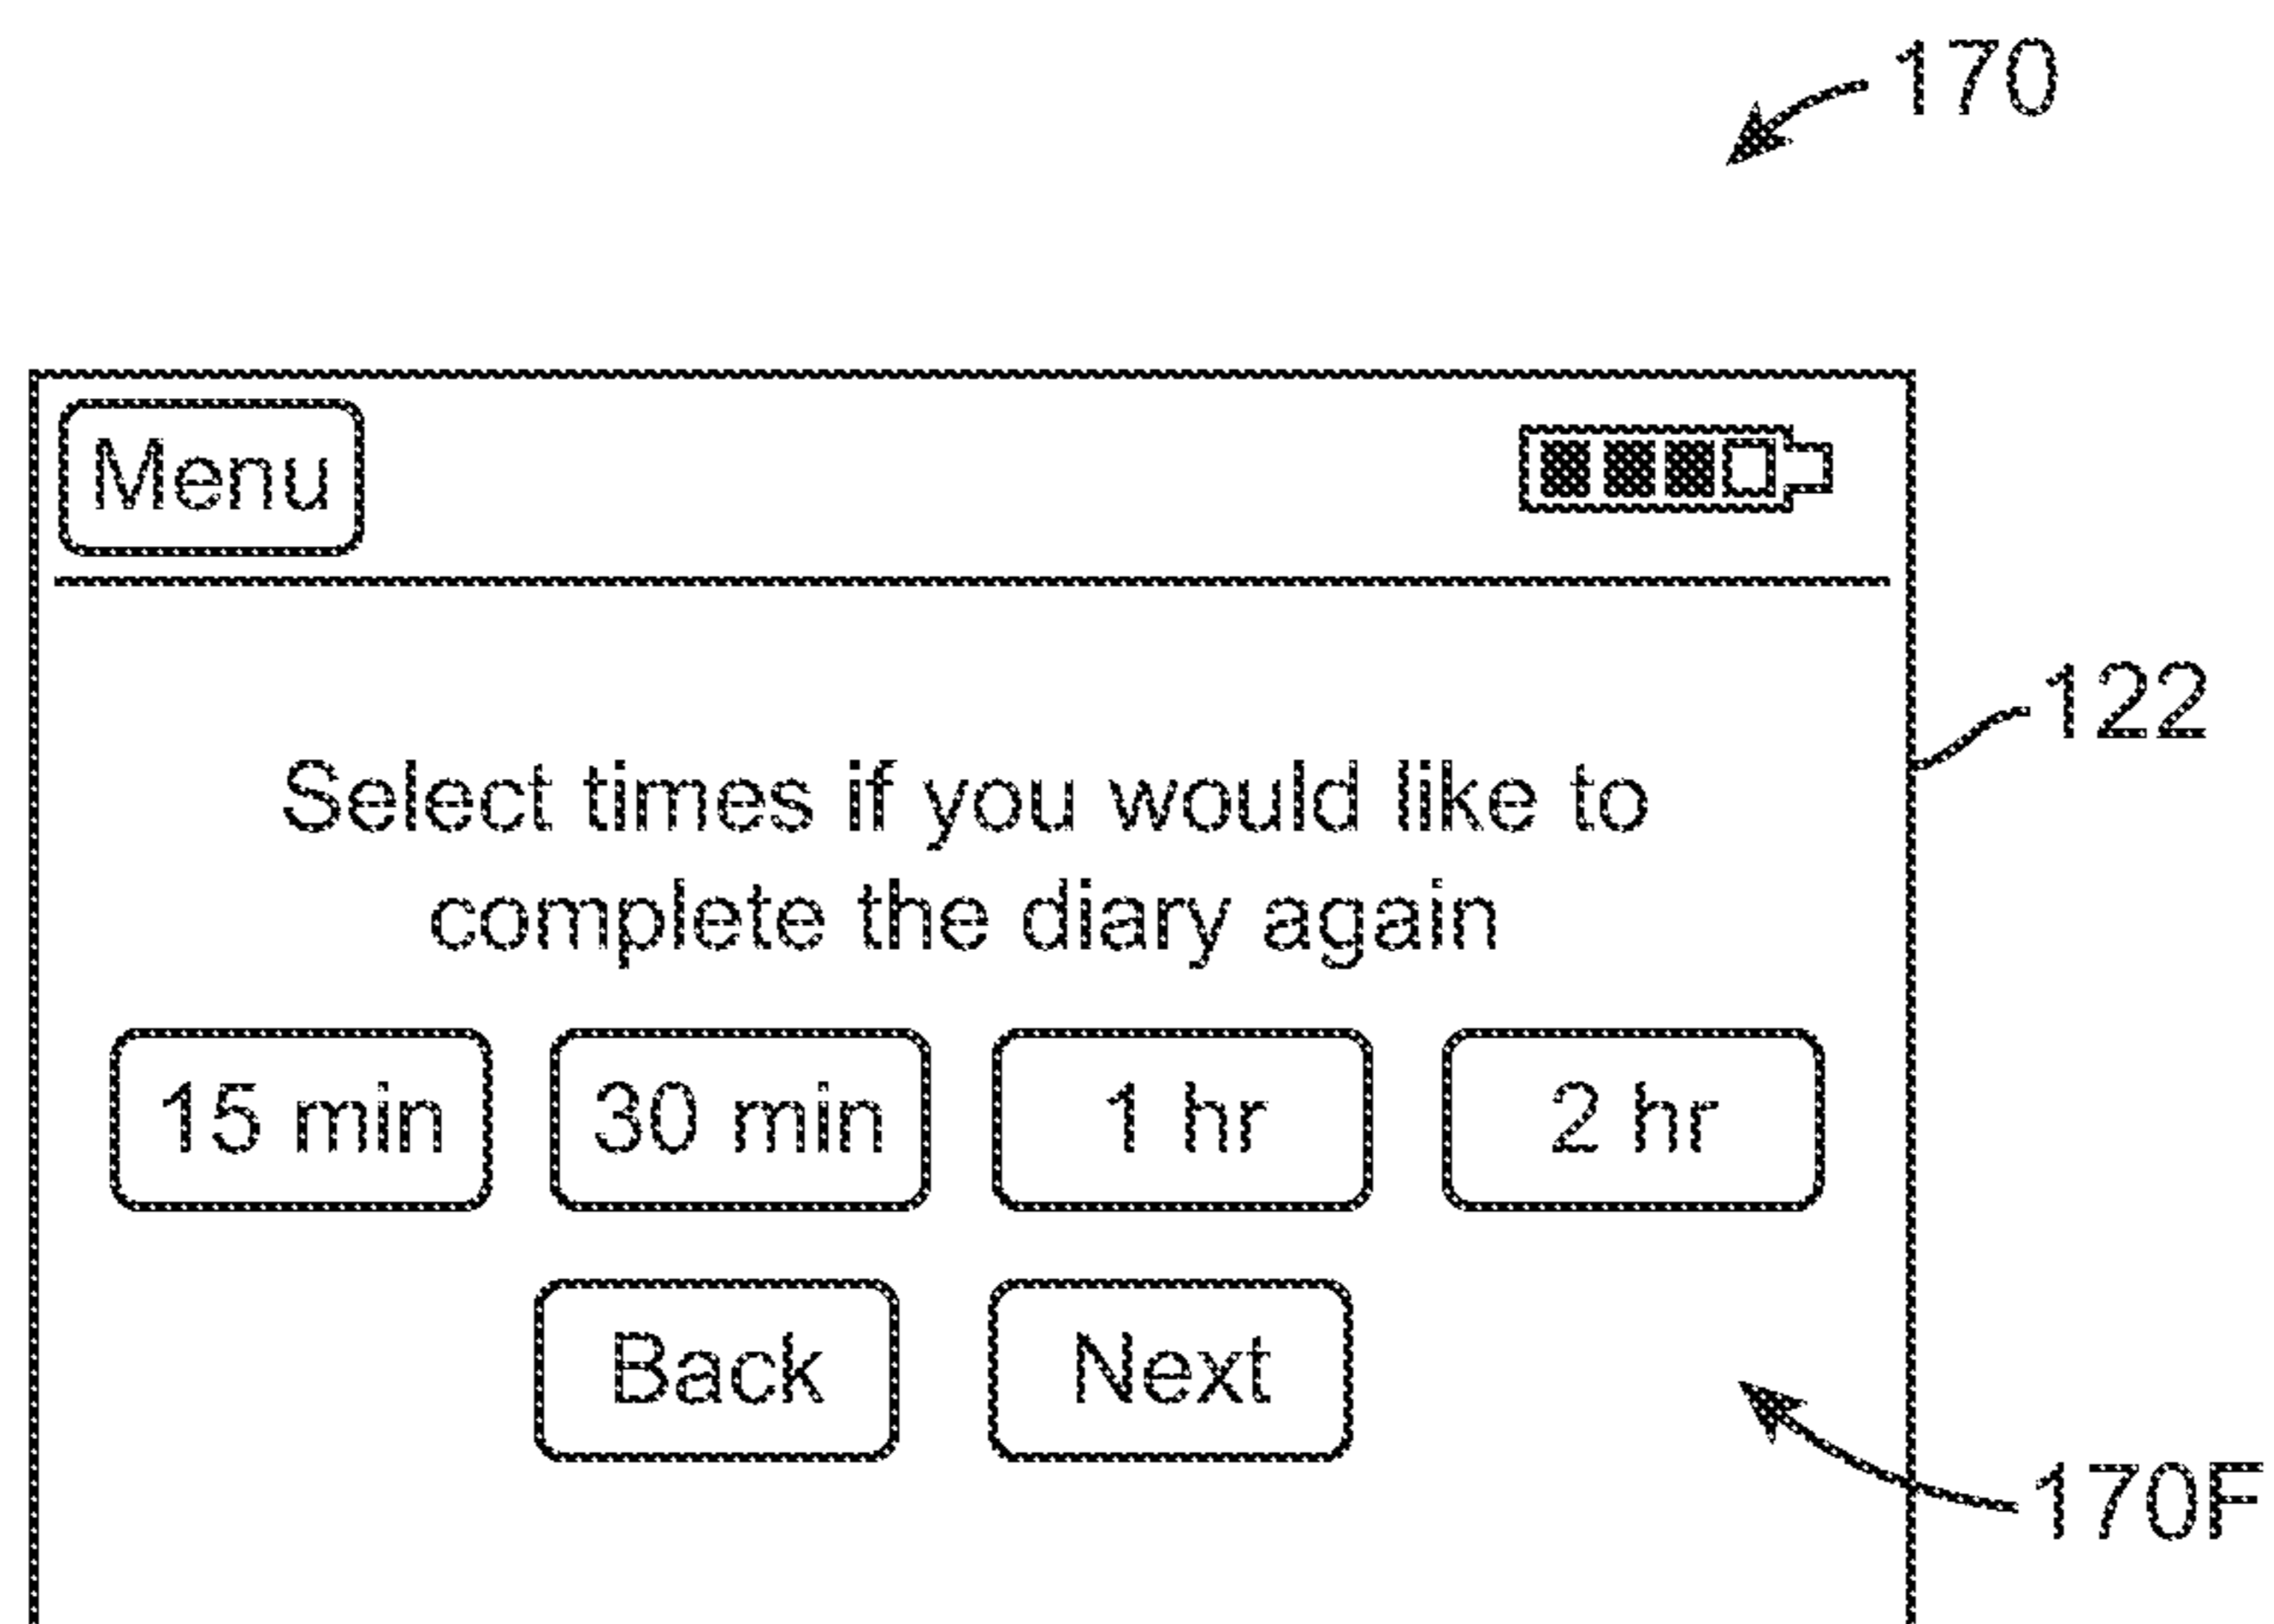 170
Menu
122
Select times if you would like to
complete the diary again
15 min 30 min 1 hr 2 hr
Back Next
170F